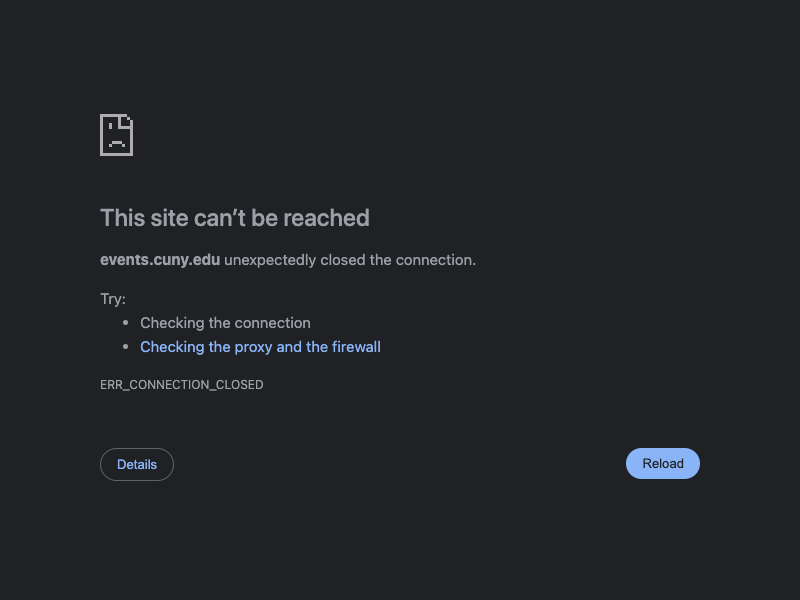 This site can’t be reached
events.cuny.edu unexpectedly closed the connection.
Try:
• Checking the connection
• Checking the proxy and the firewall
ERR_CONNECTION_CLOSED
Details
Reload